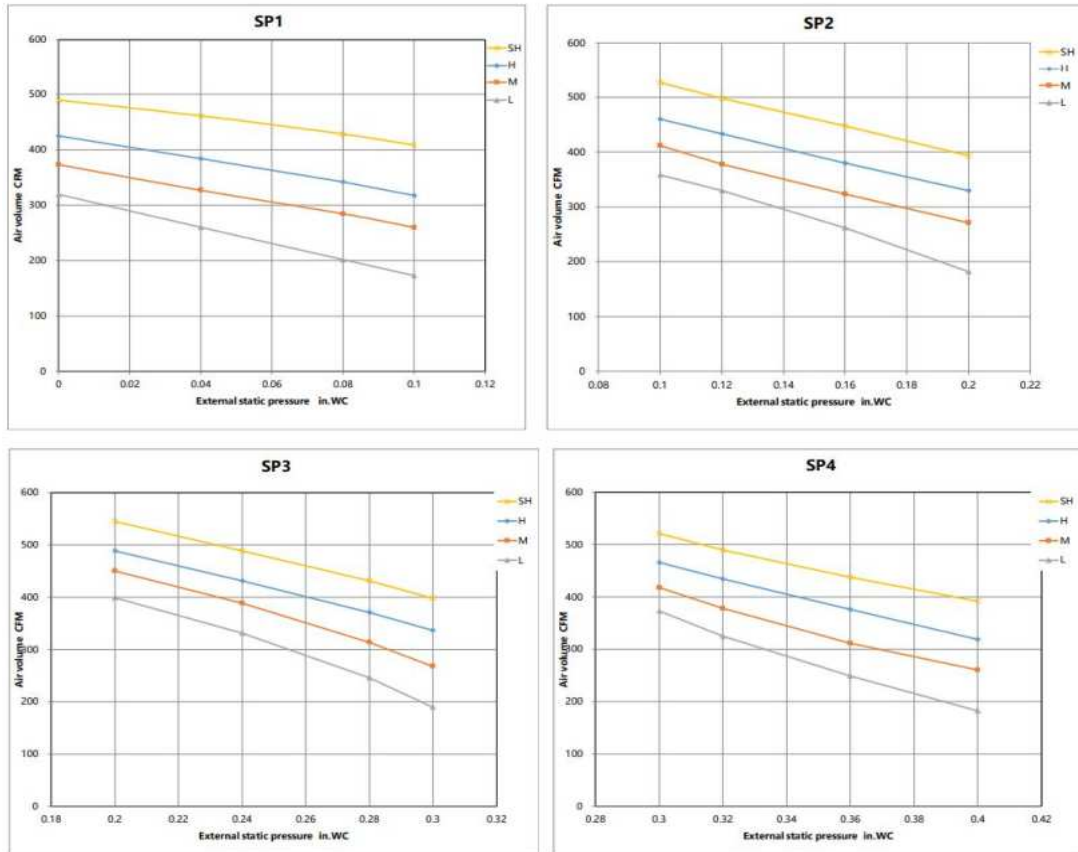 SP1
600
500
400
300
200
100
0
Air volume CFM
0 0.02 0.04 0.06 0.08 0.1 0.12
External static pressure in.WC
SH
H
M
L
SP2
600
500
400
300
200
100
0
Air volume CFM
0.08 0.1 0.12 0.14 0.16 0.18 0.2 0.22
External static pressure in.WC
SH
H
M
L
SP3
600
500
400
300
200
100
0
Air volume CFM
0.18 0.2 0.22 0.24 0.26 0.28 0.3 0.32
External static pressure in.WC
SH
H
M
L
SP4
600
500
400
300
200
100
0
Air volume CFM
0.28 0.3 0.32 0.34 0.36 0.38 0.4 0.42
External static pressure in.WC
SH
H
M
L